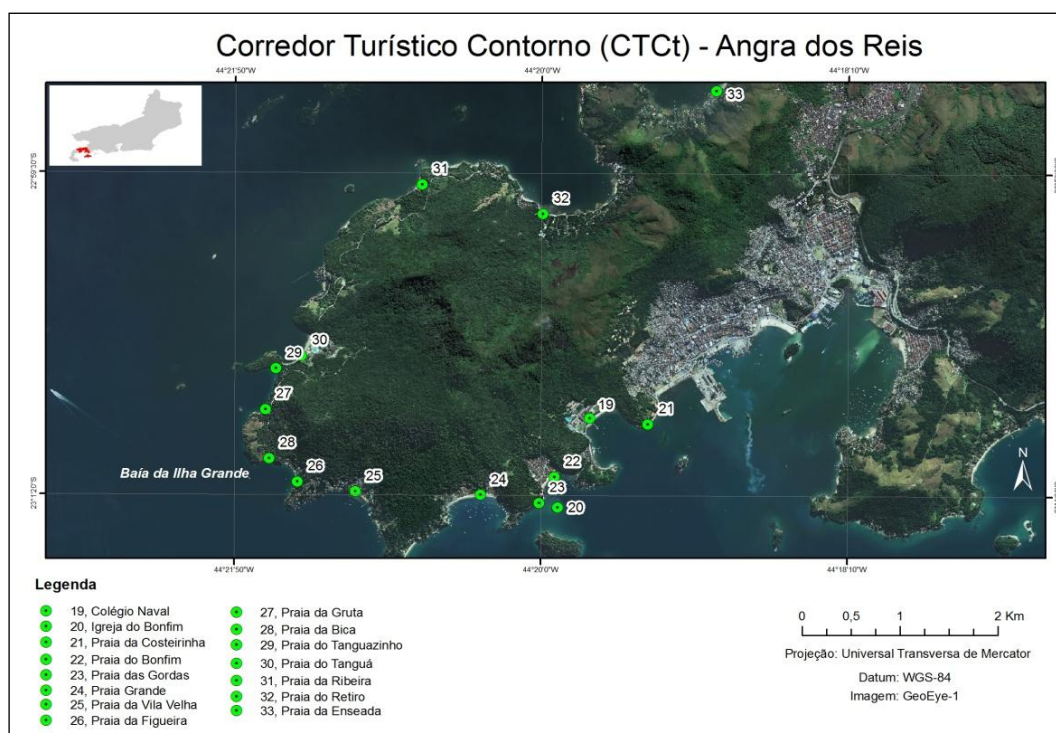 Corredor Turístico Contorno (CTCt) - Angra dos Reis
44°21'50"W 44°20'0"W 44°18'10"W
33
22°59'30"S
31
32
30
29
27
19
21
28
Baía da Ilha Grande
26
25
22
24
23
20
N
23°1'20"S
44°21'50"W 44°20'0"W 44°18'10"W
Legenda
19, Colégio Naval
20, Igreja do Bonfim
21, Praia da Costeirinha
22, Praia do Bonfim
23, Praia das Gordas
24, Praia Grande
25, Praia da Vila Velha
26, Praia da Figueira
27, Praia da Gruta
28, Praia da Bica
29, Praia do Tanguazinho
30, Praia do Tanguá
31, Praia da Ribeira
32, Praia do Retiro
33, Praia da Enseada
0 0,5 1 2 Km
Projeção: Universal Transversa de Mercator
Datum: WGS-84
Imagem: GeoEye-1